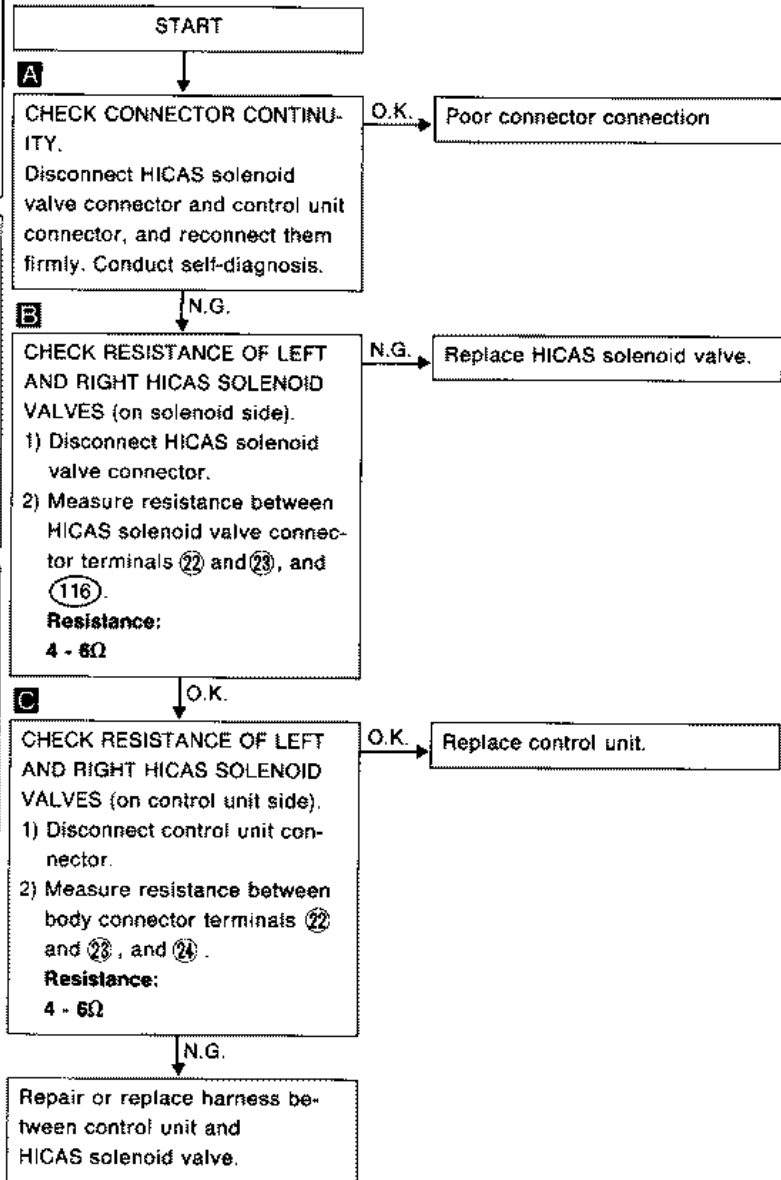 START
A
CHECK CONNECTOR CONTINU-
ITY.
Disconnect HICAS solenoid
valve connector and control unit
connector, and reconnect them
firmly. Conduct self-diagnosis.
O.K.
Poor connector connection
N.G.
B
CHECK RESISTANCE OF LEFT
AND RIGHT HICAS SOLENOID
VALVES (on solenoid side).
1) Disconnect HICAS solenoid
valve connector.
2) Measure resistance between
HICAS solenoid valve connec-
tor terminals ㉒ and ㉓, and
(116).
Resistance:
4 - 6Ω
N.G.
Replace HICAS solenoid valve.
O.K.
C
CHECK RESISTANCE OF LEFT
AND RIGHT HICAS SOLENOID
VALVES (on control unit side).
1) Disconnect control unit con-
nector.
2) Measure resistance between
body connector terminals ㉒
and ㉓, and ㉔.
Resistance:
4 - 6Ω
O.K.
Replace control unit.
N.G.
Repair or replace harness be-
tween control unit and
HICAS solenoid valve.